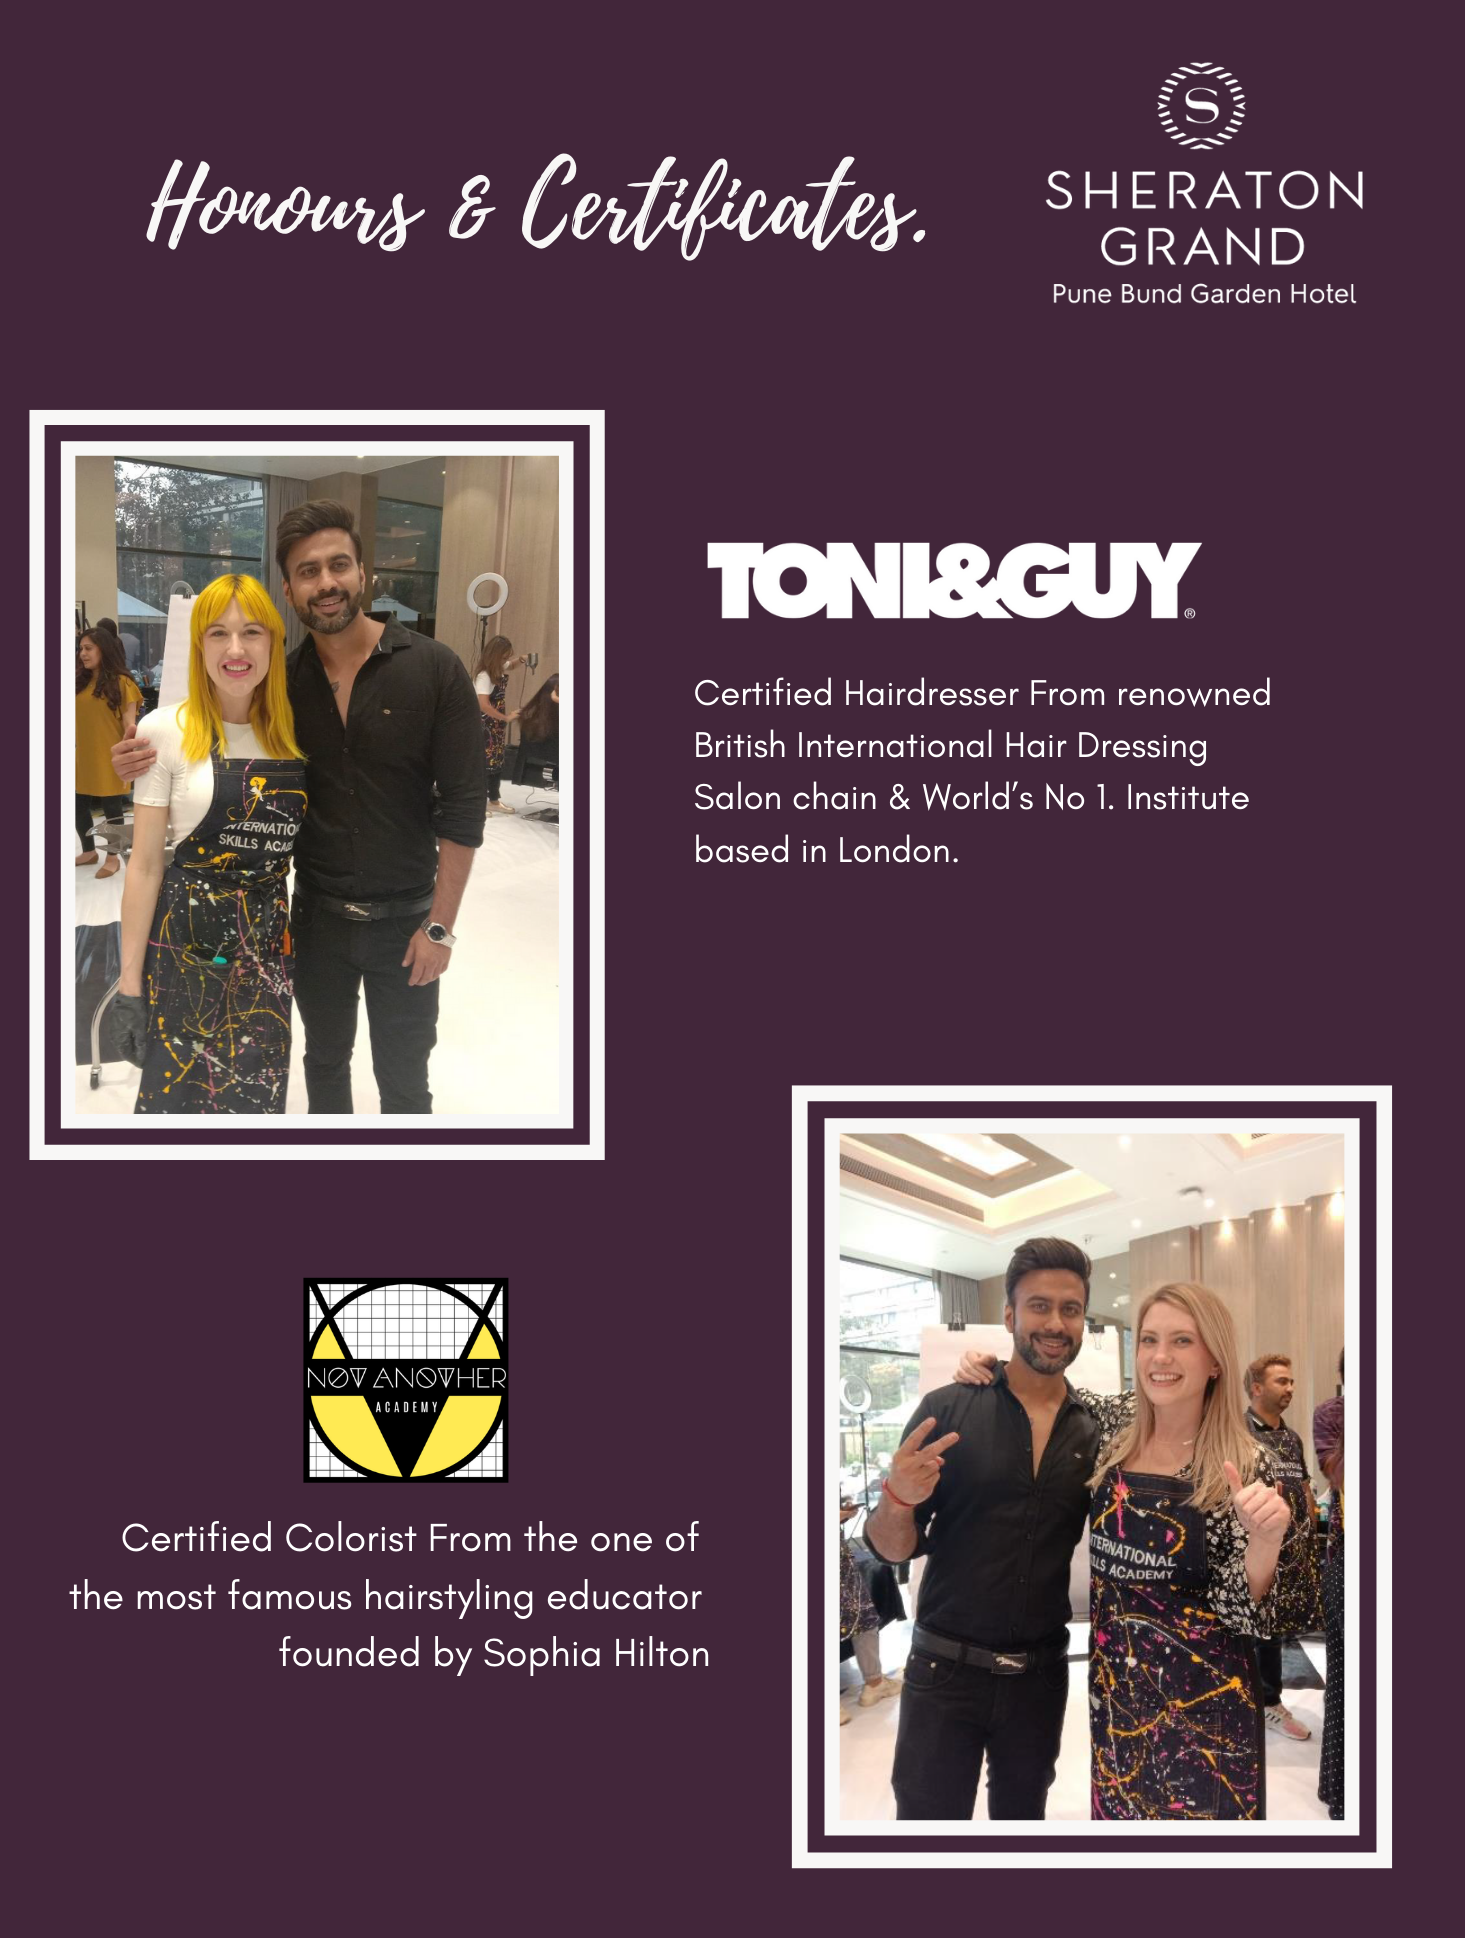 Honours & Certificates.
S
SHERATON
GRAND
Pune Bund Garden Hotel
TONI&GUY®
Certified Hairdresser From renowned
British International Hair Dressing
Salon chain & World's No 1. Institute
based in London.
INTERNATIO
SKILLS ACAD
NOT ANOTHER
ACADEMY
Certified Colorist From the one of
the most famous hairstyling educator
founded by Sophia Hilton
TERNATIONAL
LLS ACADEMY